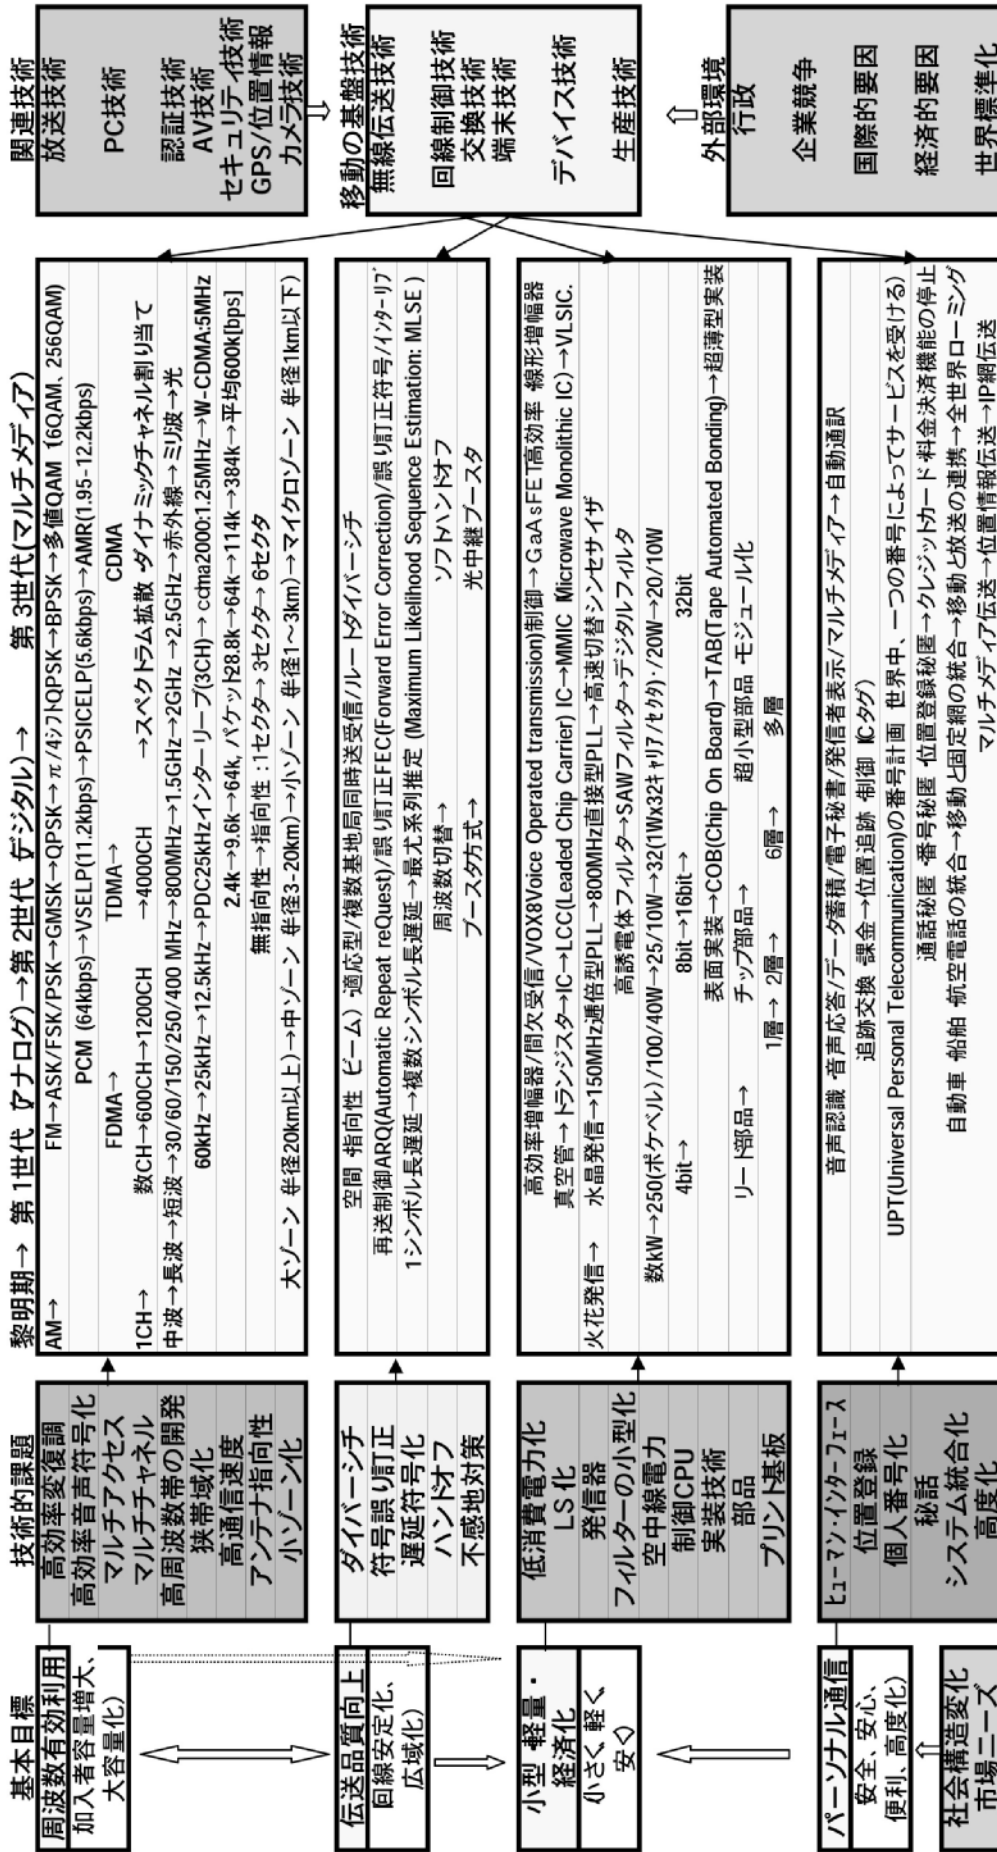 基本目標
周波数有効利用
加入者容量増大、
大容量化)
伝送品質向上
回線安定化、
広域化)
小型・軽量・
経済化
小さく、軽く、
安く)
パーソナル通信
安全、安心、
便利、高度化)
社会構造変化
市場ニーズ
技術的課題
高効率変復調
高効率音声符号化
マルチアクセス
マルチチャネル
高周波数帯の開発
狭帯域化
高通信速度
アンテナ指向性
小ゾーン化
ダイバーシチ
符号誤り訂正
遅延符号化
ハンドオフ
不感地対策
低消費電力化
LSI化
発信器
フィルターの小型化
空中線電力
制御CPU
実装技術
部品
プリント基板
ヒューマン・インターフェース
位置登録
個人番号化
秘話
システム統合化
高度化
黎明期→ 第1世代 アナログ)→第2世代 デジタル)→ 第3世代(マルチメディア)
AM→ FM→ASK/FSK/PSK→GMSK→QPSK→π/4シフトQPSK→BPSK→多値QAM (16QAM、256QAM)
PCM (64kbps)→VSELP(11.2kbps)→PSICELP(5.6kbps)→AMR(1.95-12.2kbps)
FDMA→ TDMA→ CDMA
1CH→ 数CH→600CH→1200CH →4000CH →スペクトラム拡散・ダイナミックチャネル割り当て
中波→長波→短波→30/60/150/250/400 MHz→800MHz→1.5GHz→2GHz →2.5GHz→赤外線→ミリ波→光
60kHz→25kHz→12.5kHz→PDC25kHzインターリーブ(3CH)→cdma2000:1.25MHz→W-CDMA:5MHz
2.4k→9.6k→64k, パケット28.8k→64k→114k→384k→平均600k[bps]
無指向性→指向性:1セクタ→3セクタ→6セクタ
大ゾーン 半径20km以上)→中ゾーン 半径3-20km)→小ゾーン 半径1~3km)→マイクロゾーン 半径1km以下)
空間・指向性 ビーム)・適応型/複数基地局同時送受信/ルートダイバーシチ
再送制御ARQ(Automatic Repeat reQuest)/誤り訂正FEC(Forward Error Correction)/誤り訂正符号/インターリーブ
1シンボル長遅延→複数シンボル長遅延→最尤系列推定 (Maximum Likelihood Sequence Estimation: MLSE )
周波数切替→ ソフトハンドオフ
ブースタ方式→ 光中継ブースタ
高効率増幅器/間欠受信/VOX8Voice Operated transmission)制御→GaAsFET高効率・線形増幅器
真空管→トランジスター→IC→LCC(Leaded Chip Carrier) IC→MMIC Microwave Monolithic IC)→VLSIC.
火花発信→ 水晶発信→150MHz逓倍型PLL→800MHz直接型PLL→高速切替シンセサイザ
高誘電体フィルター→SAWフィルター→デジタルフィルタ
数kW→250(ポケベル)/100/40W→25/10W→32(1Wx32キャリア/セクタ)・/20W→20/10W
4bit→ 8bit→16bit→ 32bit
表面実装→COB(Chip On Board)→TAB(Tape Automated Bonding)→超薄型実装
リード部品→ チップ部品→ 超小型部品・モジュール化
1層→ 2層→ 6層→ 多層
音声認識・音声応答/データ蓄積/電子秘書/発信者表示/マルチメディアー→自動通訳
追跡交換・課金→位置追跡・制御 ICタグ)
UPT(Universal Personal Telecommunication)の番号計画 世界中、一つの番号によってサービスを受ける)
通話秘匿・番号秘匿・位置登録秘匿→クレジットカード・料金決済機能の停止
自動車・船舶・航空電話の統合→移動と固定網の統合→移動と放送の連携→全世界ローミング
マルチメディア伝送→位置情報伝送→IP網伝送
関連技術
放送技術
PC技術
認証技術
AV技術
セキュリティ技術
GPS/位置情報
カメラ技術
移動の基盤技術
無線伝送技術
回線制御技術
交換技術
端末技術
デバイス技術
生産技術
外部環境
行政
企業競争
国際的要因
経済的要因
世界標準化